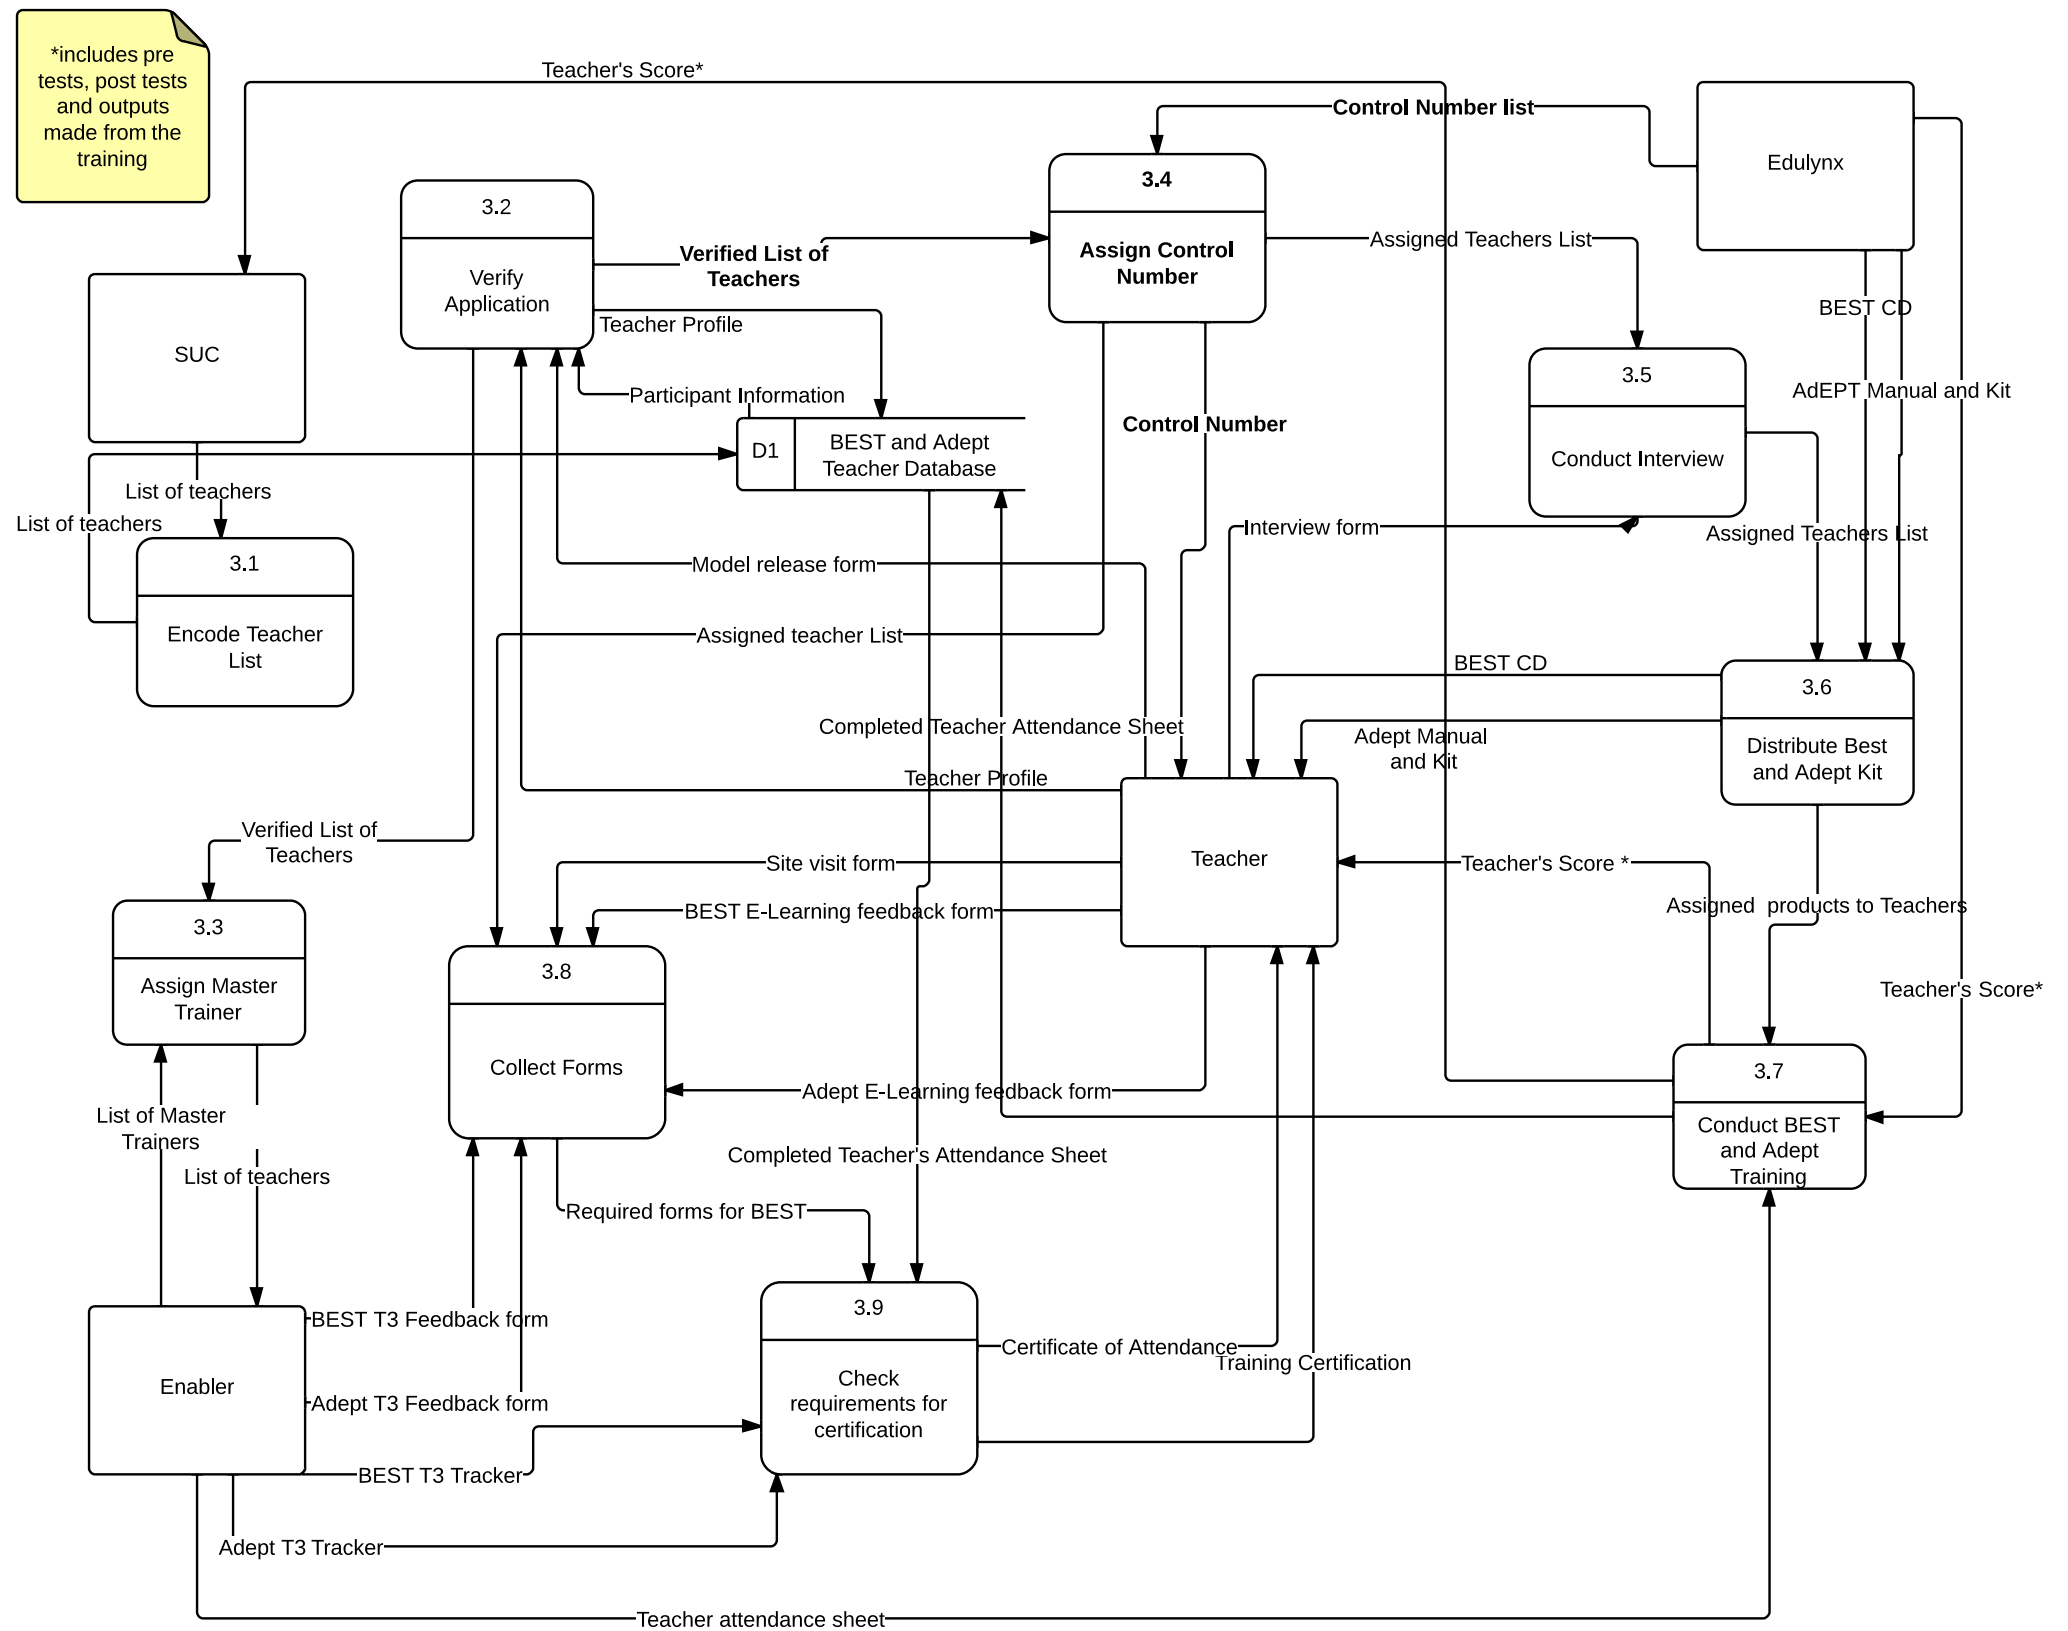 *includes pre
tests, post tests
and outputs
made from the
training
Teacher's Score*
Control Number list
Edulynx
3.2
Verify
Application
Verified List of
Teachers
3.4
Assign Control
Number
Assigned Teachers List
BEST CD
SUC
Teacher Profile
Participant Information
3.5
Conduct Interview
AdEPT Manual and Kit
D1
BEST and Adept
Teacher Database
Control Number
List of teachers
List of teachers
Interview form
Assigned Teachers List
3.1
Encode Teacher
List
Model release form
Assigned teacher List
BEST CD
3.6
Distribute Best
and Adept Kit
Completed Teacher Attendance Sheet
Adept Manual
and Kit
Teacher Profile
Verified List of
Teachers
Site visit form
Teacher
Teacher's Score *
BEST E-Learning feedback form
Assigned  products to Teachers
3.3
Assign Master
Trainer
3.8
Collect Forms
Teacher's Score*
Adept E-Learning feedback form
3.7
Conduct BEST
and Adept
Training
List of Master
Trainers
List of teachers
Completed Teacher's Attendance Sheet
Required forms for BEST
3.9
Check
requirements for
certification
BEST T3 Feedback form
Certificate of Attendance
Training Certification
Enabler
Adept T3 Feedback form
BEST T3 Tracker
Adept T3 Tracker
Teacher attendance sheet